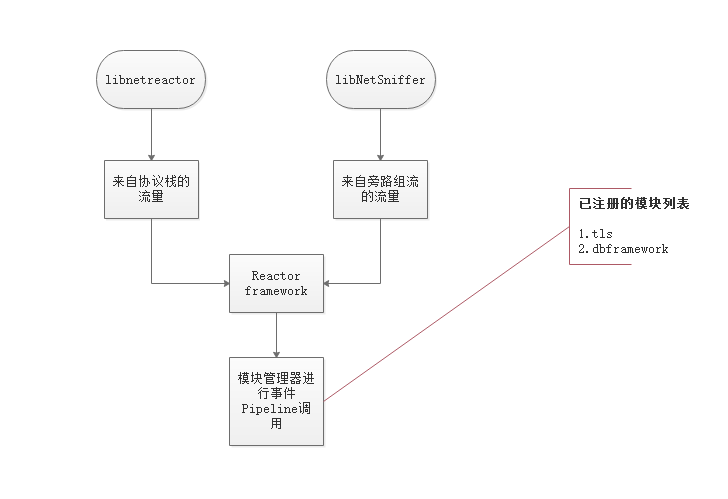 libnetreactor
libNetSniffer
来自协议栈的
流量
来自旁路组流
的流量
已注册的模块列表
1.tls
2.dbframework
Reactor
framework
模块管理器进
行事件
Pipeline调
用